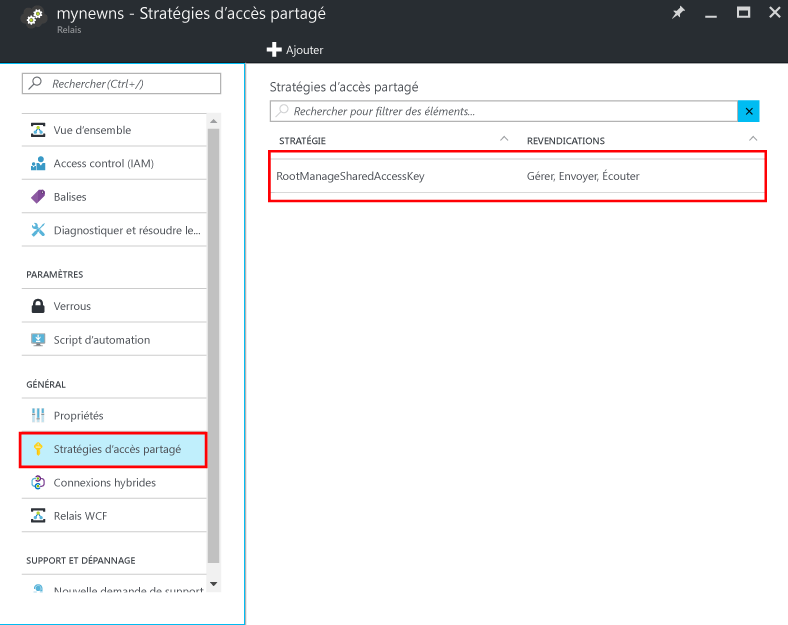 mynewns - Stratégies d'accès partagé
Relais
Ajouter
Rechercher (Ctrl+/)
Vue d'ensemble
Access control (IAM)
Balises
Diagnostiquer et résoudre le...
PARAMÈTRES
Verrous
Script d'automation
GÉNÉRAL
Propriétés
Stratégies d'accès partagé
Connexions hybrides
Relais WCF
SUPPORT ET DÉPANNAGE
Nouvelle demande de support
Stratégies d'accès partagé
Rechercher pour filtrer des éléments...
STRATÉGIE REVENDICATIONS
RootManageSharedAccessKey Gérer, Envoyer, Écouter